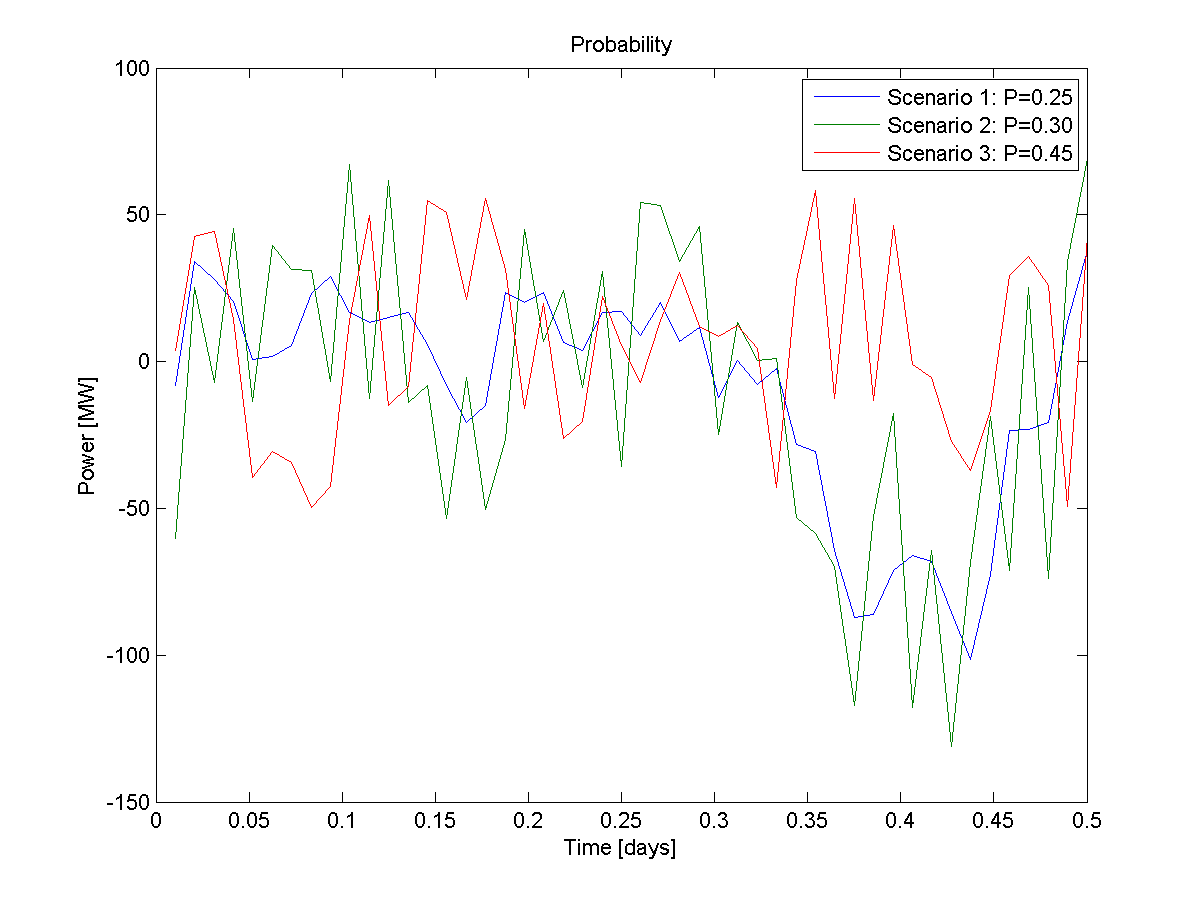 Probability
100
50
0
-50
-100
-150
Power [MW]
Scenario 1: P=0.25
Scenario 2: P=0.30
Scenario 3: P=0.45
0 0.05 0.1 0.15 0.2 0.25 0.3 0.35 0.4 0.45 0.5
Time [days]